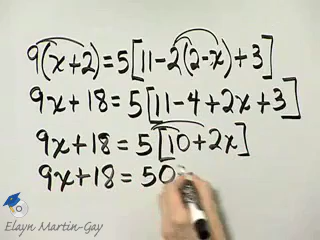 9(x+2)=5[11-2(2-x)+3]
9x+18=5[11-4+2x+3]
9x+18=5[10+2x]
9x+18=50
Elayn Martin-Gay